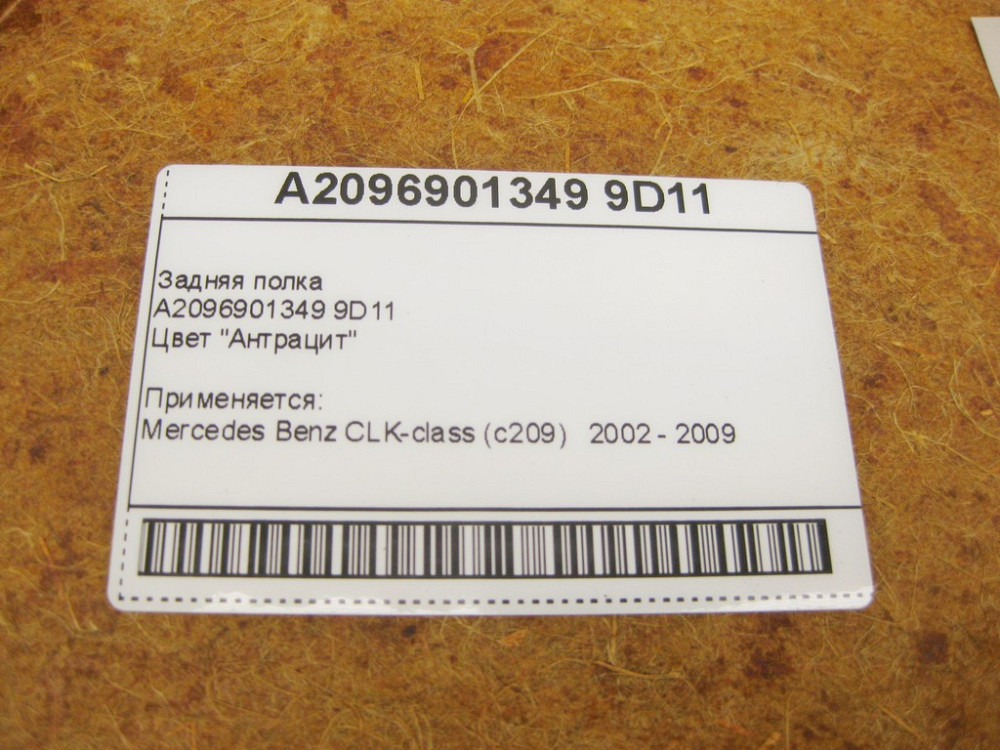 A2096901349 9D11
Задняя полка
A2096901349 9D11
Цвет "Антрацит"
Применяется:
Mercedes Benz CLK-class (c209) 2002 - 2009